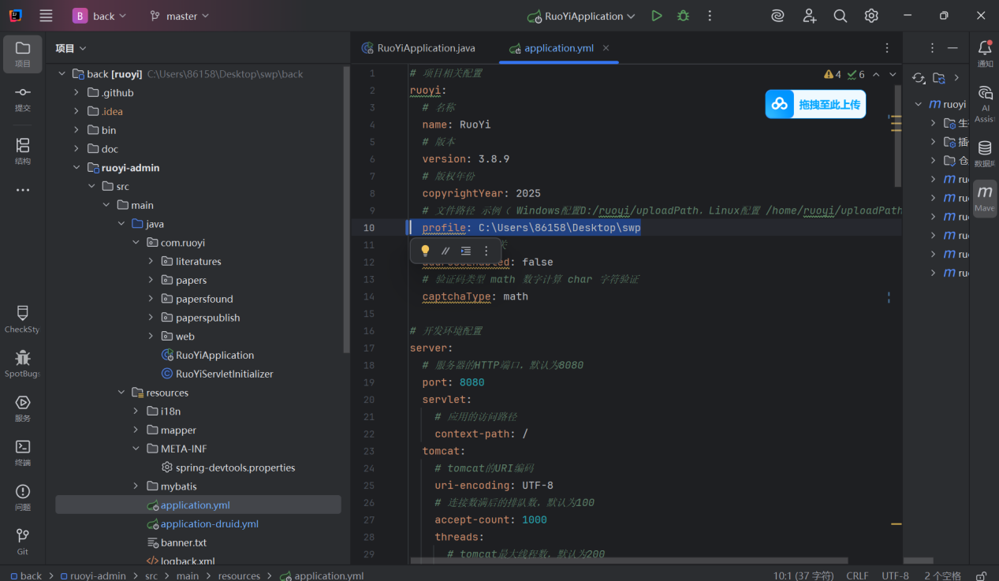 B back master RuoYiApplication
项目
提交
结构
CheckSty
SpotBugs
服务
终端
问题
Git
项目
back [ruoyi] C:\Users\86158\Desktop\swp\back
.github
.idea
bin
doc
ruoyi-admin
src
main
java
com.ruoyi
literatures
papers
papersfound
paperspublish
web
RuoYiApplication
RuoYiServletInitializer
resources
i18n
mapper
META-INF
spring-devtools.properties
mybatis
application.yml
application-druid.yml
banner.txt
logback.xml
RuoYiApplication.java application.yml
4 6
拖拽至此上传
1 # 项目相关配置
2 ruoyi:
3 # 名称
4 name: RuoYi
5 # 版本
6 version: 3.8.9
7 # 版权年份
8 copyrightYear: 2025
9 # 文件路径 示例（ Windows配置D:/ruoyi/uploadPath，Linux配置 /home/ruoyi/uploadPath
10 profile: C:\Users\86158\Desktop\swp
11 关
12 addressEnabled: false
13 # 验证码类型 math 数字计算 char 字符验证
14 captchaType: math
15
16 # 开发环境配置
17 server:
18 # 服务器的HTTP端口，默认为8080
19 port: 8080
20 servlet:
21 # 应用的访问路径
22 context-path: /
23 tomcat:
24 # tomcat的URI编码
25 uri-encoding: UTF-8
26 # 连接数满后的排队数，默认为100
27 accept-count: 1000
28 threads:
29 # tomcat最大线程数，默认为200
m ruoyi
生
插
仓
m ru
m ru
m ru
m ru
m ru
m ru
通知
AI
Assis
数据库
m
Mave
back ruoyi-admin src main resources application.yml 10:1 (37 字符) CRLF UTF-8 2 个空格